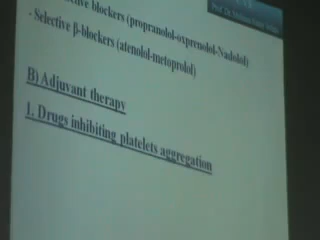 blockers (propranolol-oxprenolol-Nadolol)
- Selective β-blockers (atenolol-metoprolol)
B) Adjuvant therapy
1. Drugs inhibiting platelets aggregation